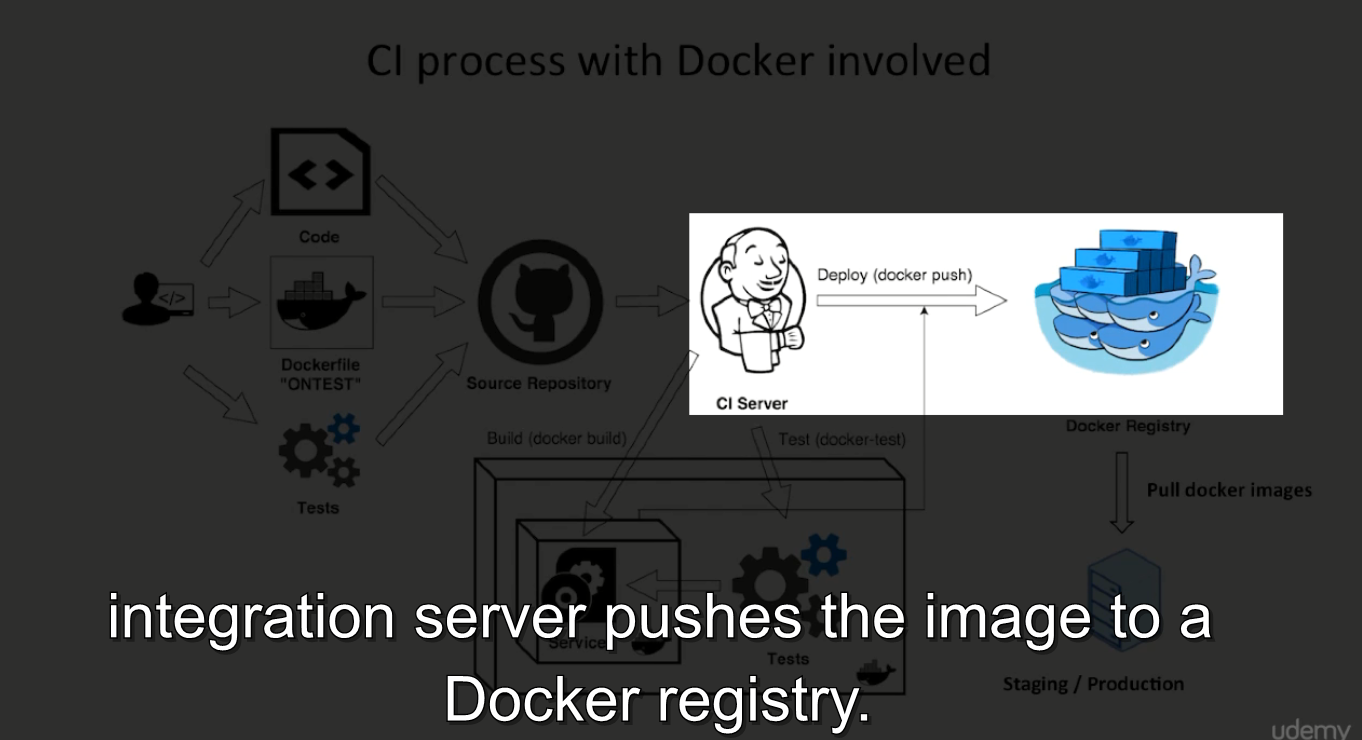 CI process with Docker involved
Code
Dockerfile
"ONTEST"
Tests
Source Repository
Deploy (docker push)
CI Server
Docker Registry
Build (docker build)
Test (docker-test)
Pull docker images
Service
Tests
Staging / Production
integration server pushes the image to a
Docker registry.
udemy